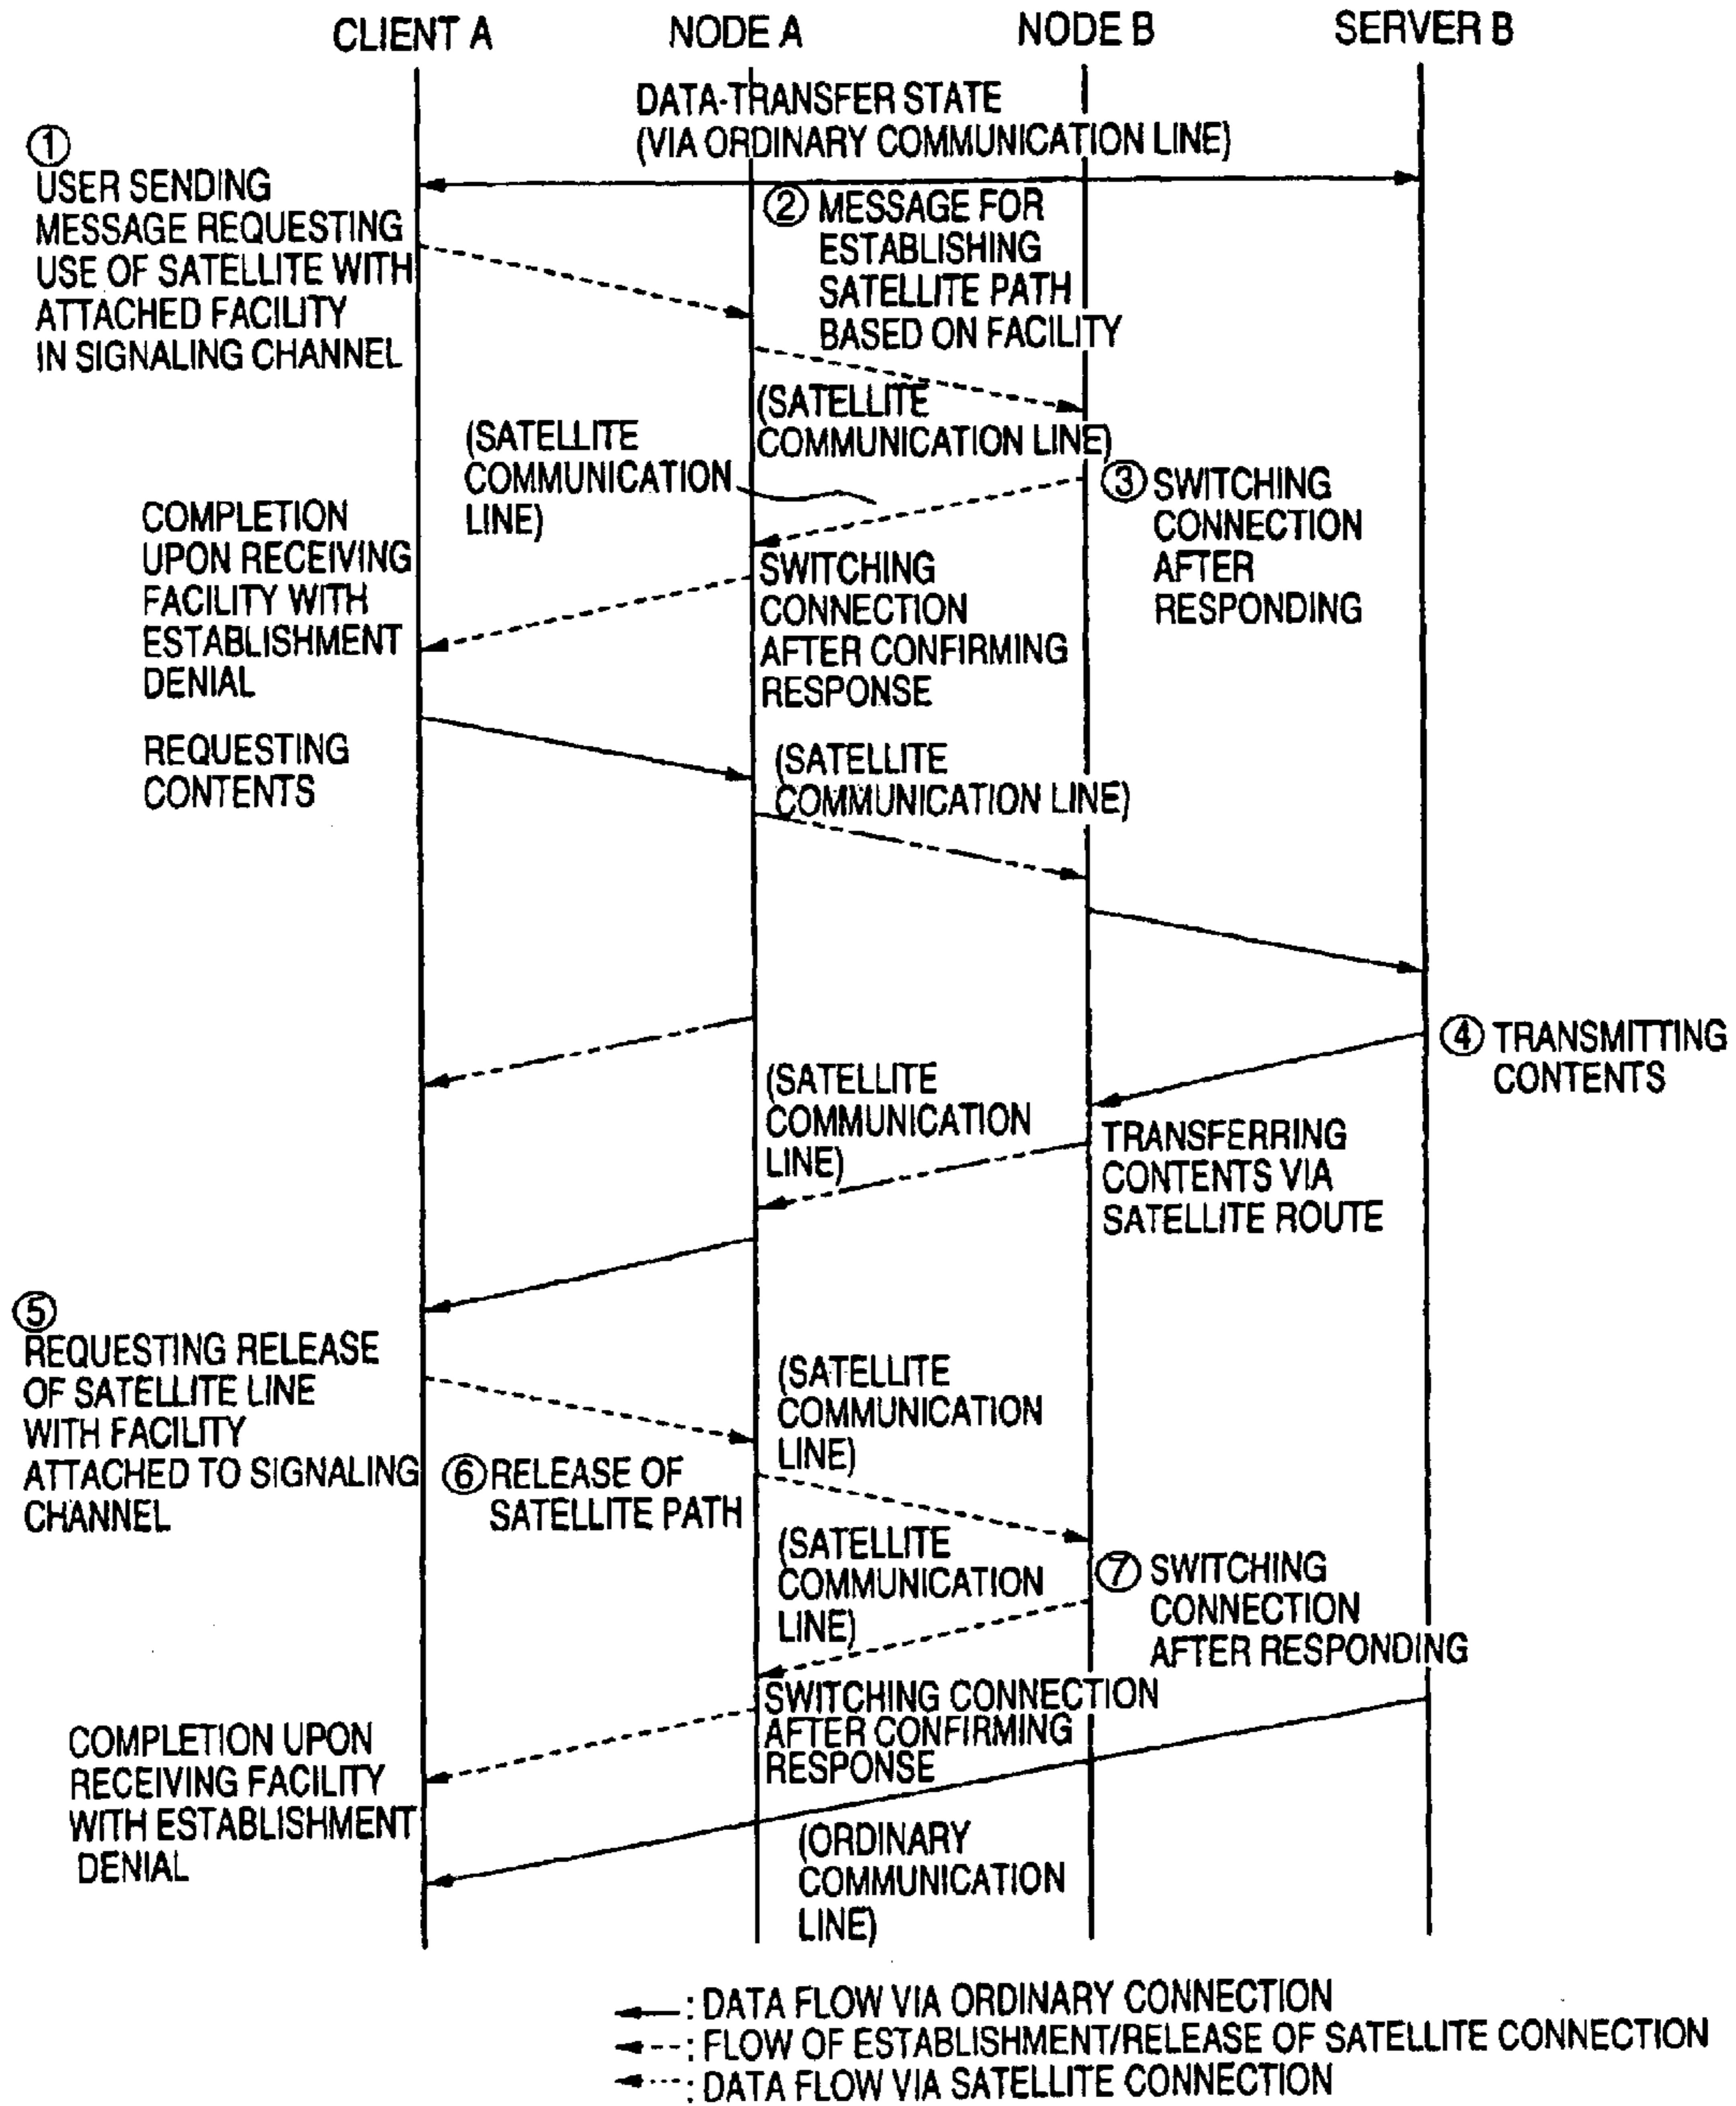 CLIENT A
NODE A
NODE B
SERVER B
DATA-TRANSFER STATE
(VIA ORDINARY COMMUNICATION LINE)
①
USER SENDING
MESSAGE REQUESTING
USE OF SATELLITE WITH
ATTACHED FACILITY
IN SIGNALING CHANNEL
② MESSAGE FOR
ESTABLISHING
SATELLITE PATH
BASED ON FACILITY
(SATELLITE
COMMUNICATION LINE)
(SATELLITE
COMMUNICATION
LINE)
③ SWITCHING
CONNECTION
AFTER
RESPONDING
COMPLETION
UPON RECEIVING
FACILITY WITH
ESTABLISHMENT
DENIAL
SWITCHING
CONNECTION
AFTER CONFIRMING
RESPONSE
REQUESTING
CONTENTS
(SATELLITE
COMMUNICATION LINE)
④ TRANSMITTING
CONTENTS
(SATELLITE
COMMUNICATION
LINE)
TRANSFERRING
CONTENTS VIA
SATELLITE ROUTE
⑤
REQUESTING RELEASE
OF SATELLITE LINE
WITH FACILITY
ATTACHED TO SIGNALING
CHANNEL
(SATELLITE
COMMUNICATION
LINE)
⑥ RELEASE OF
SATELLITE PATH
(SATELLITE
COMMUNICATION
LINE)
⑦ SWITCHING
CONNECTION
AFTER RESPONDING
SWITCHING CONNECTION
AFTER CONFIRMING
RESPONSE
COMPLETION UPON
RECEIVING FACILITY
WITH ESTABLISHMENT
DENIAL
(ORDINARY
COMMUNICATION
LINE)
: DATA FLOW VIA ORDINARY CONNECTION
: FLOW OF ESTABLISHMENT/RELEASE OF SATELLITE CONNECTION
: DATA FLOW VIA SATELLITE CONNECTION